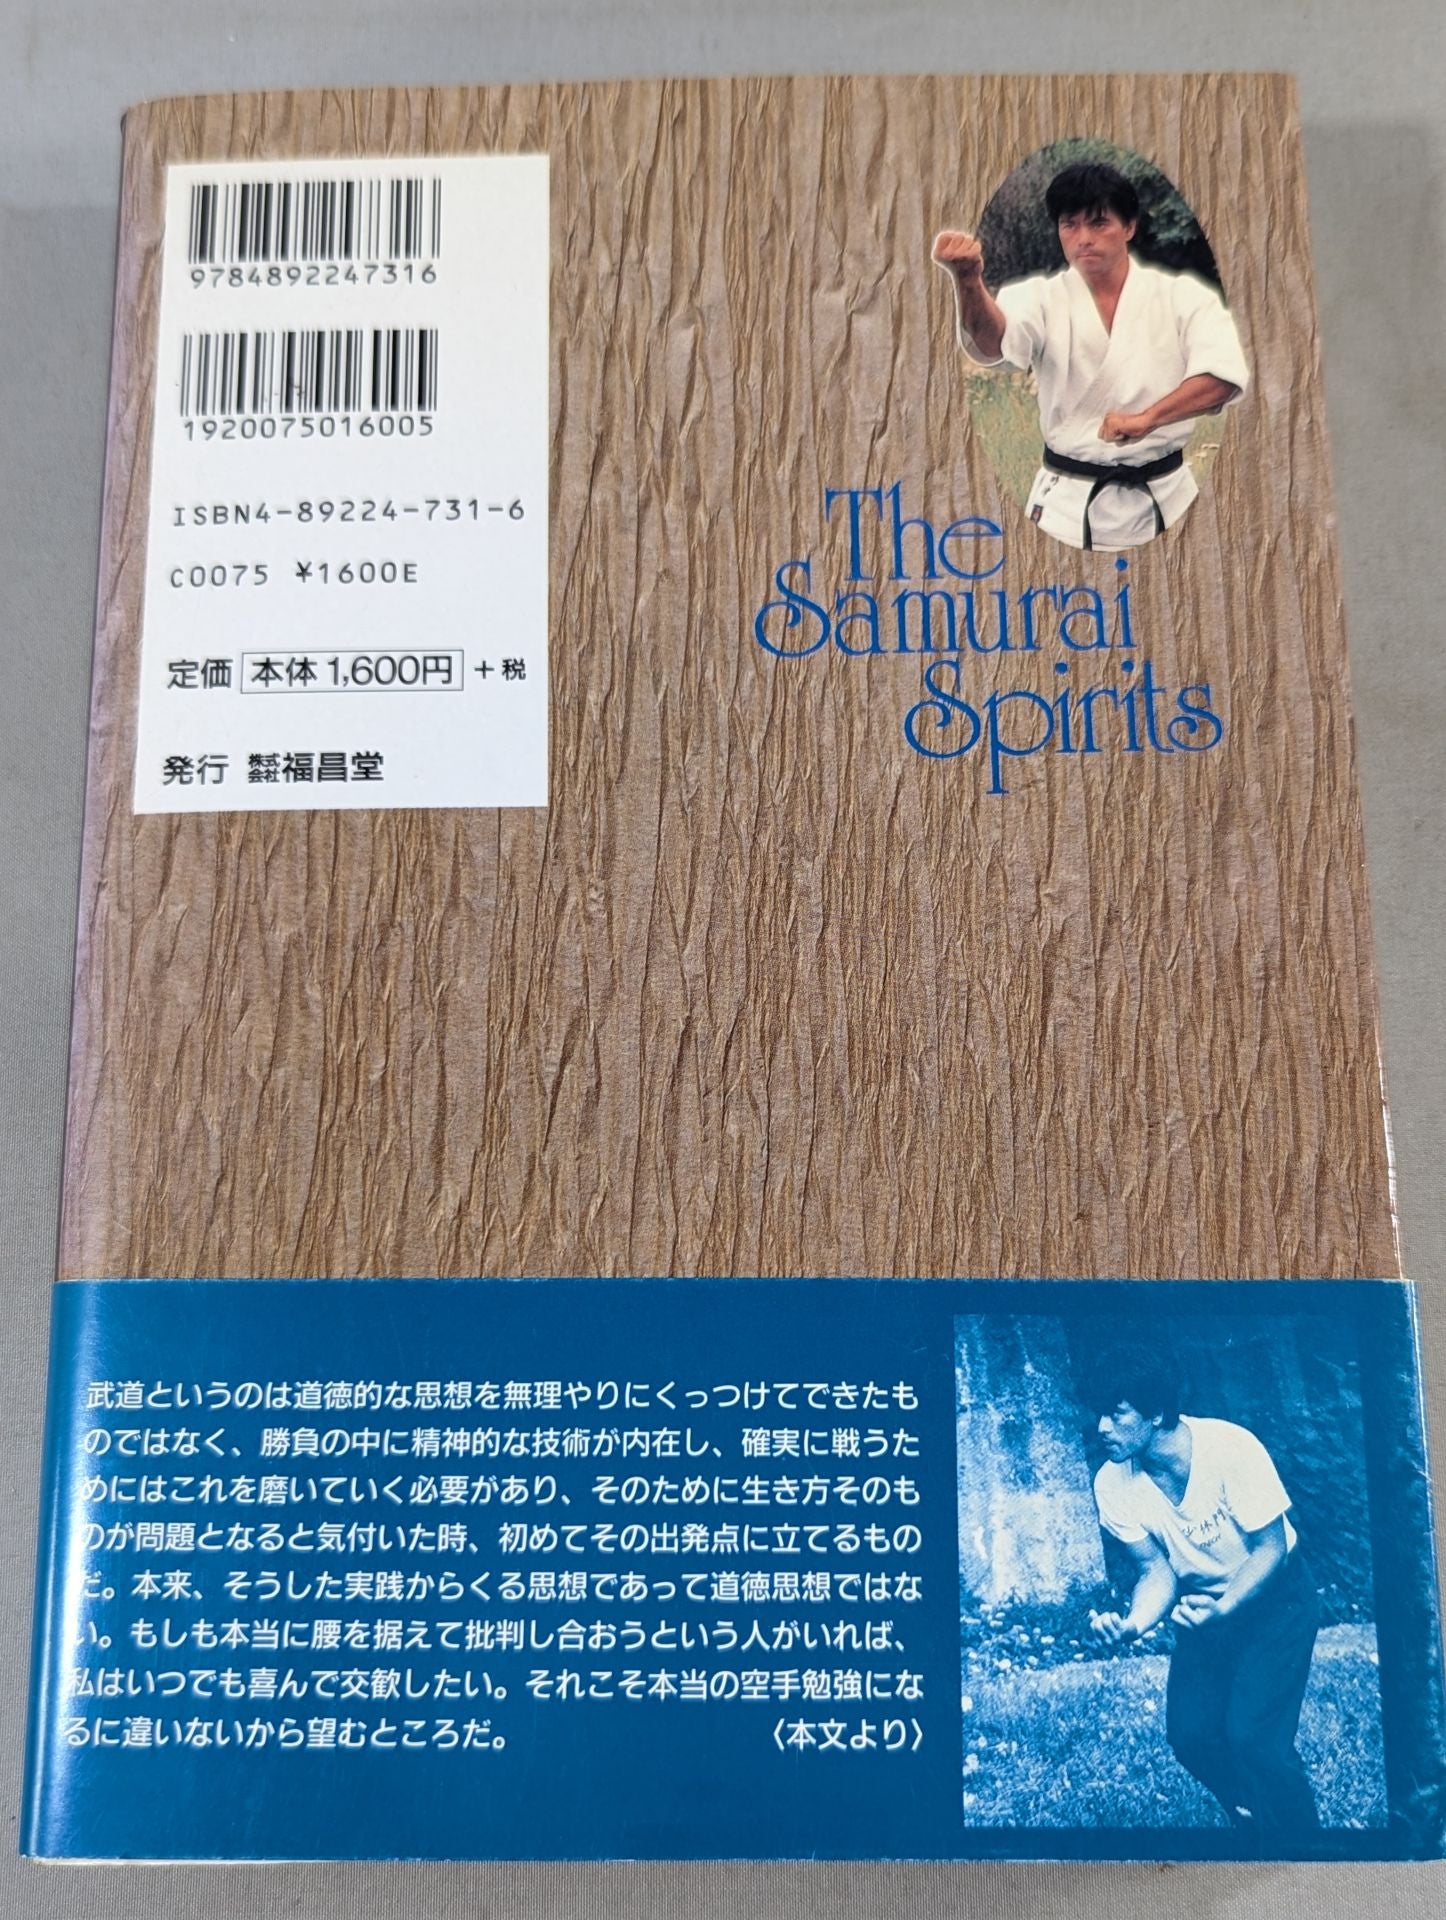 9784892247316
1920075016005
ISBN4-89224-731-6
C0075 ¥1600E
定価 本体1,600円 +税
発行 株式会社福昌堂
The
Samurai
Spirits
武道というのは道徳的な思想を無理やりにくっつけてできたも
のではなく、勝負の中に精神的な技術が内在し、確実に戦うた
めにはこれを磨いていく必要があり、そのために生き方そのも
のが問題となると気付いた時、初めてその出発点に立てるもの
だ。本来、そうした実践からくる思想であって道徳思想ではな
い。もしも本当に腰を据えて批判し合おうという人がいれば、
私はいつでも喜んで交歓したい。それこそ本当の空手勉強にな
るに違いないから望むところだ。 〈本文より〉